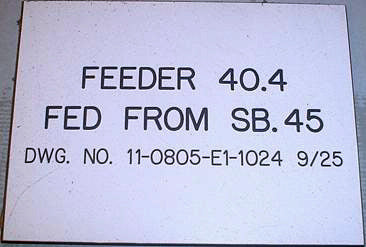 FEEDER 40.4
FED FROM SB.45
DWG. NO. 11-0805-E1-1024 9/25